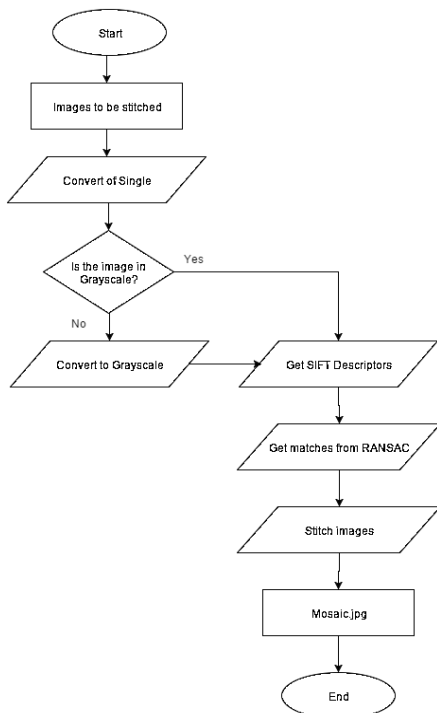 Start
Images to be stitched
Convert of Single
Is the image in
Grayscale?
Yes
No
Convert to Grayscale
Get SIFT Descriptors
Get matches from RANSAC
Stitch images
Mosaic.jpg
End